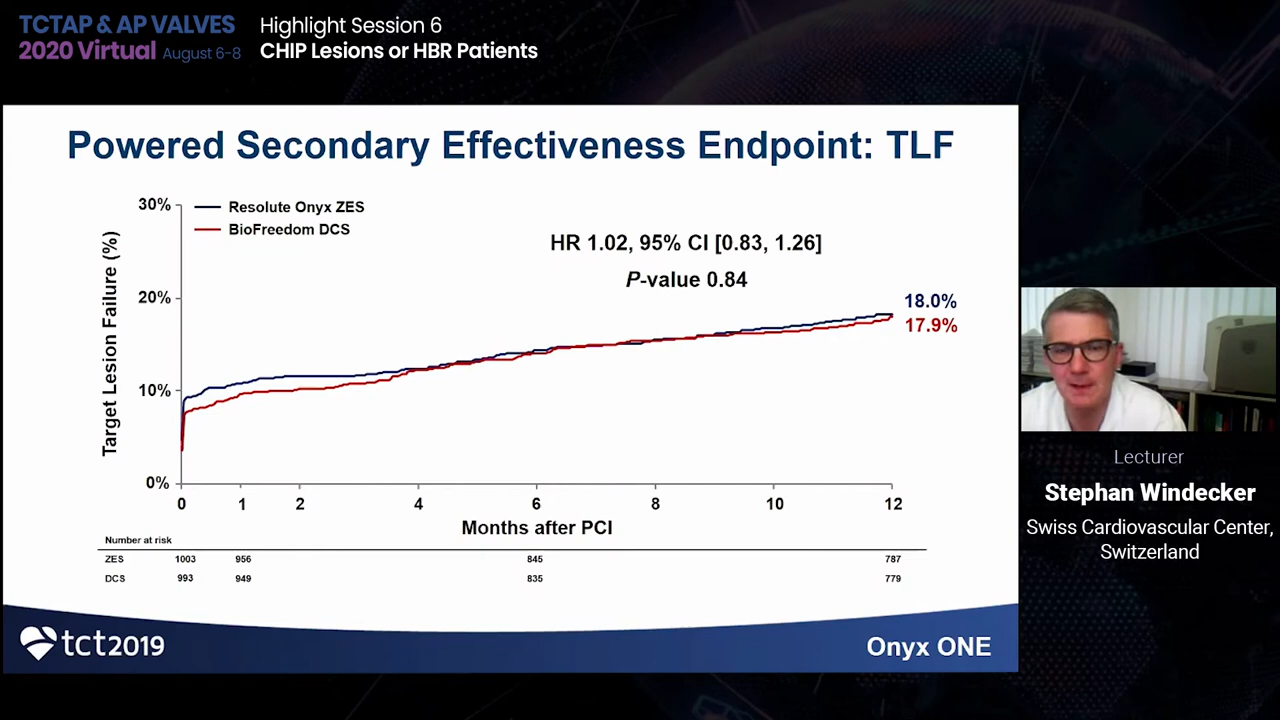 TCTAP & AP VALVES
2020 Virtual August 6-8
Highlight Session 6
CHIP Lesions or HBR Patients
Powered Secondary Effectiveness Endpoint: TLF
Target Lesion Failure (%)
30%
20%
10%
0%
Resolute Onyx ZES
BioFreedom DCS
HR 1.02, 95% CI [0.83, 1.26]
P-value 0.84
18.0%
17.9%
0 1 2 4 6 8 10 12
Months after PCI
Number at risk
ZES 1003 956 845 787
DCS 993 949 835 779
tct2019
Onyx ONE
Lecturer
Stephan Windecker
Swiss Cardiovascular Center,
Switzerland